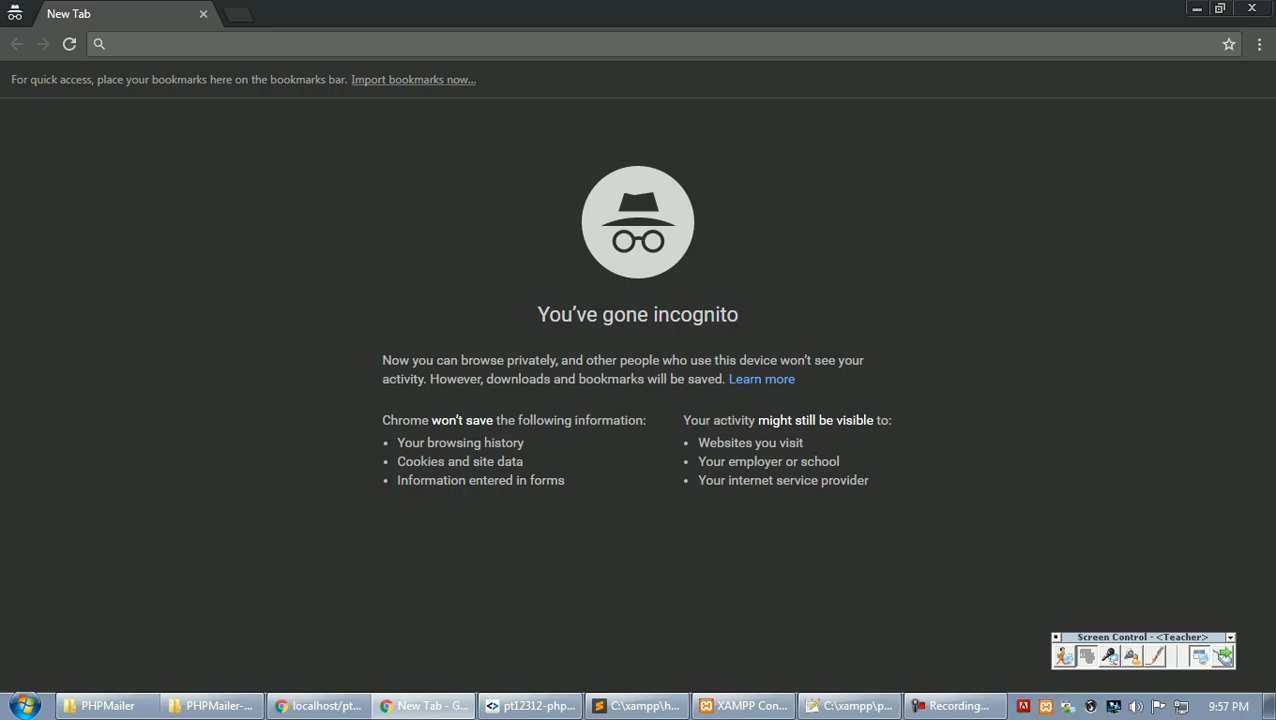 New Tab
For quick access, place your bookmarks here on the bookmarks bar. Import bookmarks now...
You've gone incognito
Now you can browse privately, and other people who use this device won't see your
activity. However, downloads and bookmarks will be saved. Learn more
Chrome won't save the following information:
• Your browsing history
• Cookies and site data
• Information entered in forms
Your activity might still be visible to:
• Websites you visit
• Your employer or school
• Your internet service provider
Screen Control - <Teacher>
PHPMailer
PHPMailer-...
localhost/pt...
New Tab - G...
pt12312-php...
C:\xampp\h...
XAMPP Con...
C:\xampp\p...
Recording...
9:57 PM